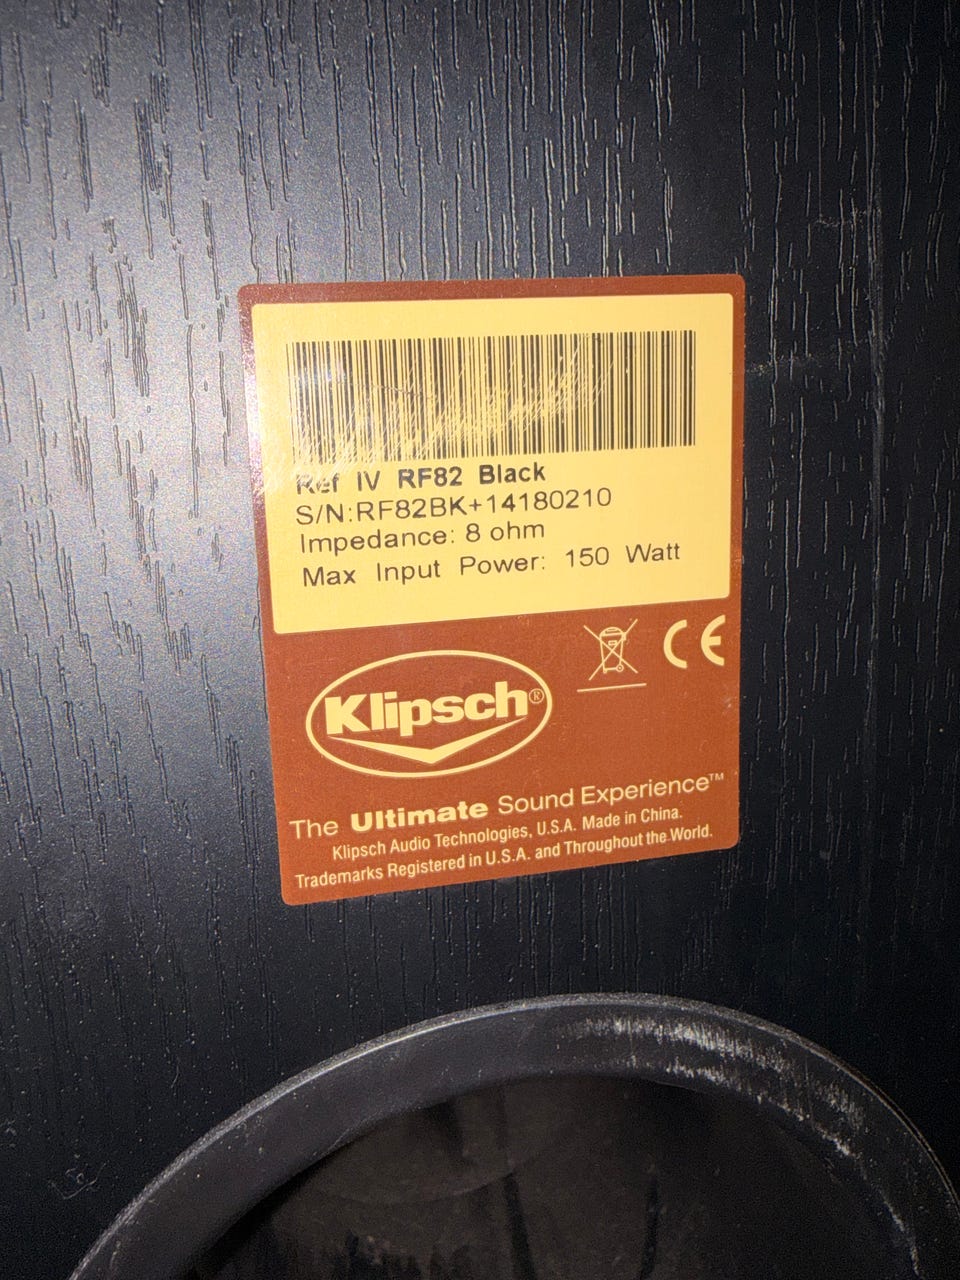 Ref IV RF82 Black
S/N:RF82BK+14180210
Impedance: 8 ohm
Max Input Power: 150 Watt
CE
Klipsch®
The Ultimate Sound Experience™
Klipsch Audio Technologies, U.S.A. Made in China.
Trademarks Registered in U.S.A. and Throughout the World.